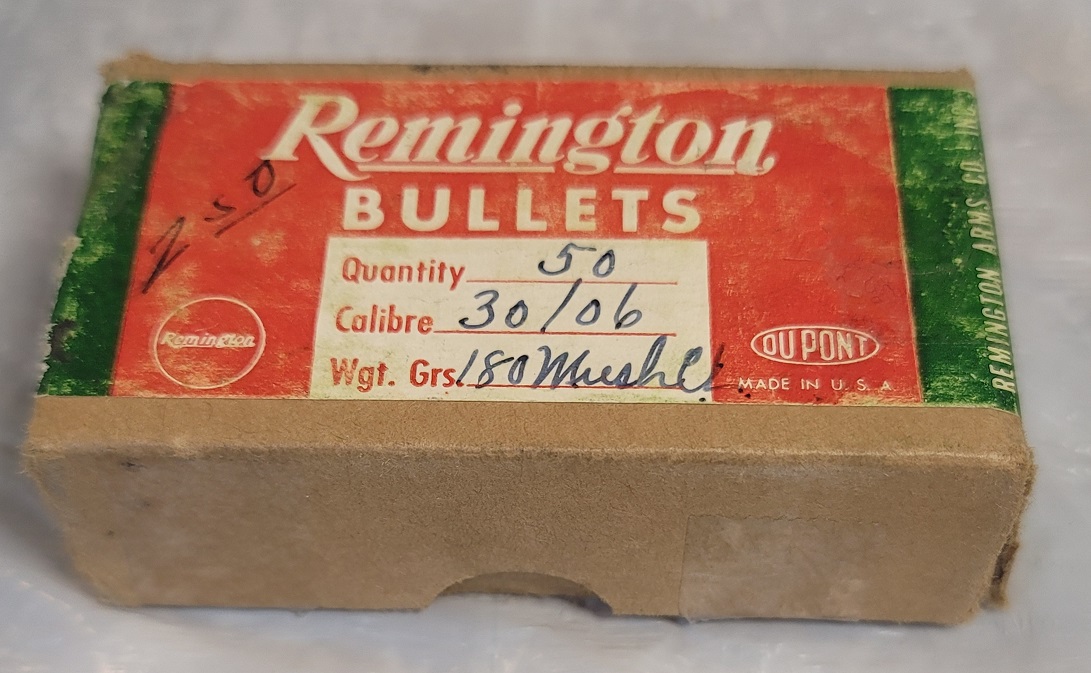 Remington
BULLETS
250
Quantity 50
Calibre 30/06
Wgt. Grs. 180
Remington
DU PONT
MADE IN U. S. A.
REMINGTON ARMS CO. INC.